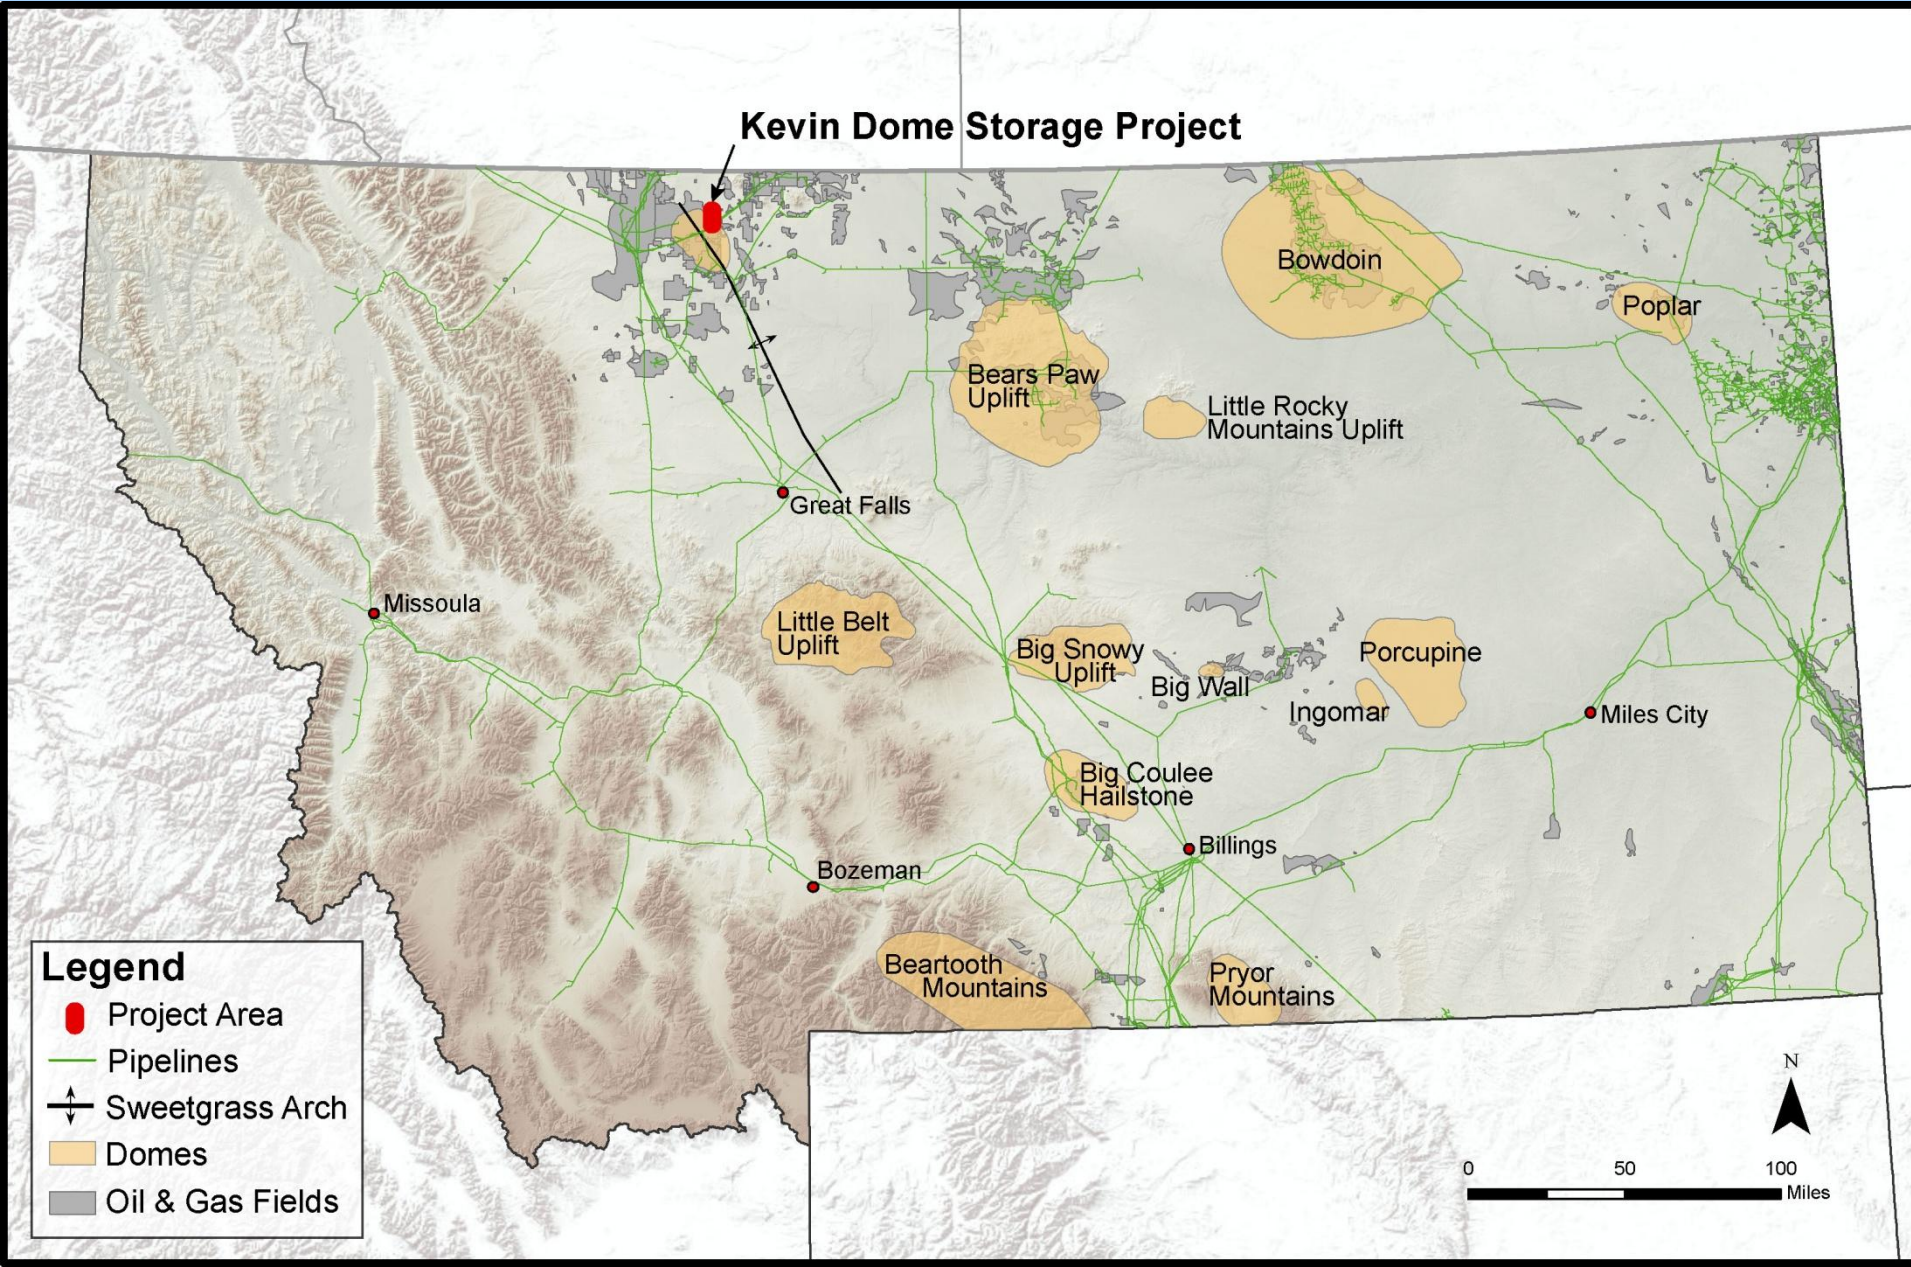 Kevin Dome Storage Project
Bowdoin
Poplar
Bears Paw
Uplift
Little Rocky
Mountains Uplift
Great Falls
Missoula
Little Belt
Uplift
Big Snowy
Uplift
Big Wall
Porcupine
Ingomar
Miles City
Big Coulee
Hailstone
Billings
Bozeman
Beartooth
Mountains
Pryor
Mountains
Legend
Project Area
Pipelines
Sweetgrass Arch
Domes
Oil & Gas Fields
N
0 50 100
Miles